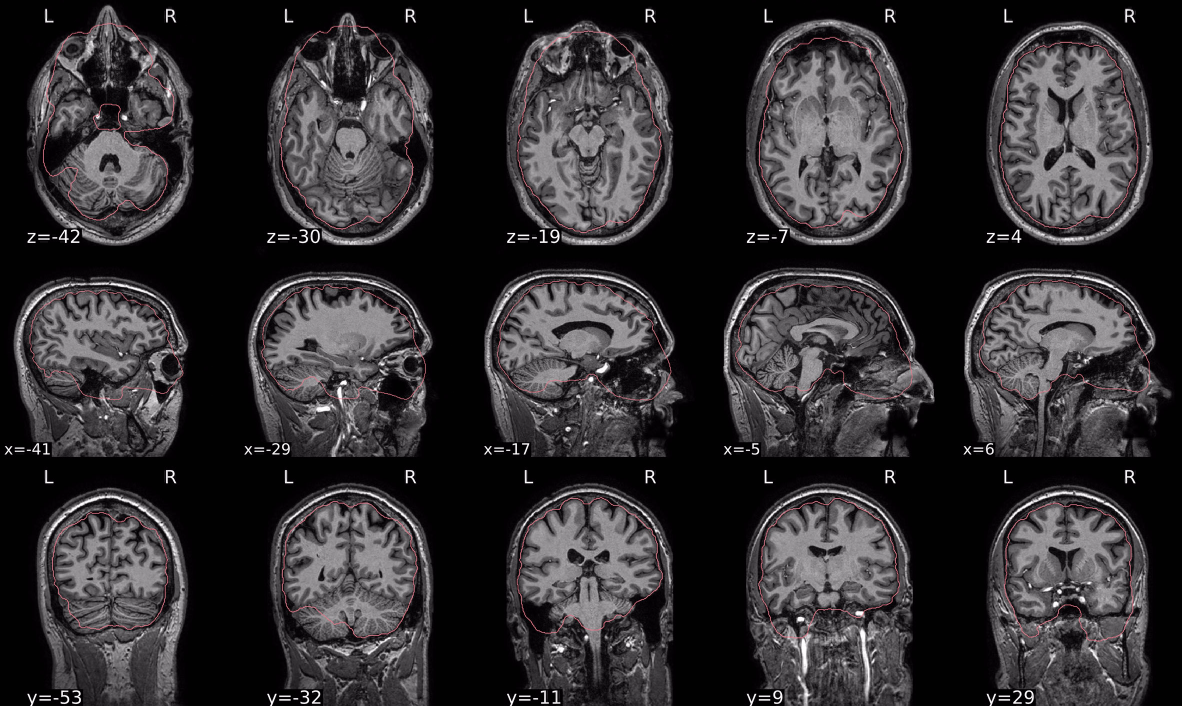 L R L R L R L R L R
z=-42 z=-30 z=-19 z=-7 z=4
x=-41 x=-29 x=-17 x=-5 x=6
L R L R L R L R L R
y=-53 y=-32 y=-11 y=9 y=29